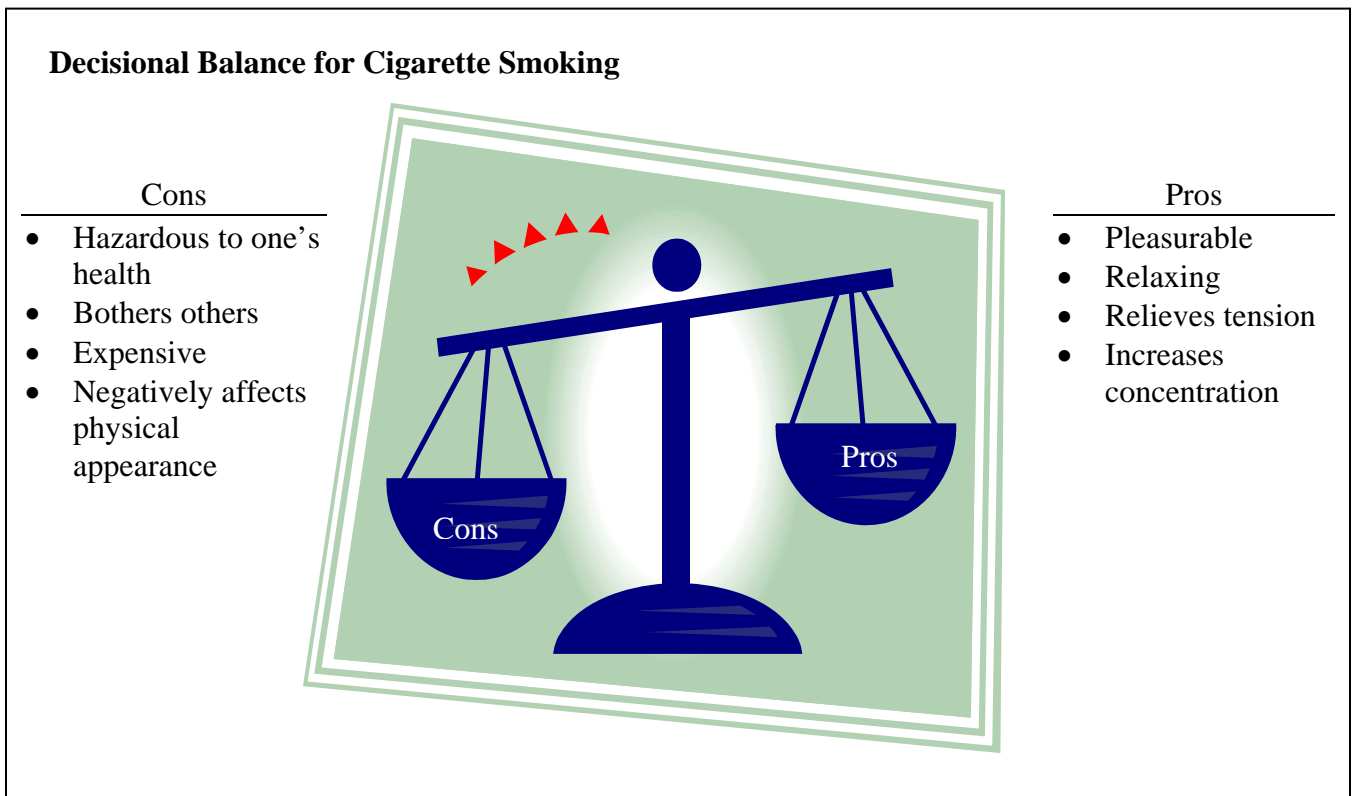 Decisional Balance for Cigarette Smoking
Cons
• Hazardous to one’s
health
• Bothers others
• Expensive
• Negatively affects
physical
appearance
Pros
• Pleasurable
• Relaxing
• Relieves tension
• Increases
concentration
Cons
Pros